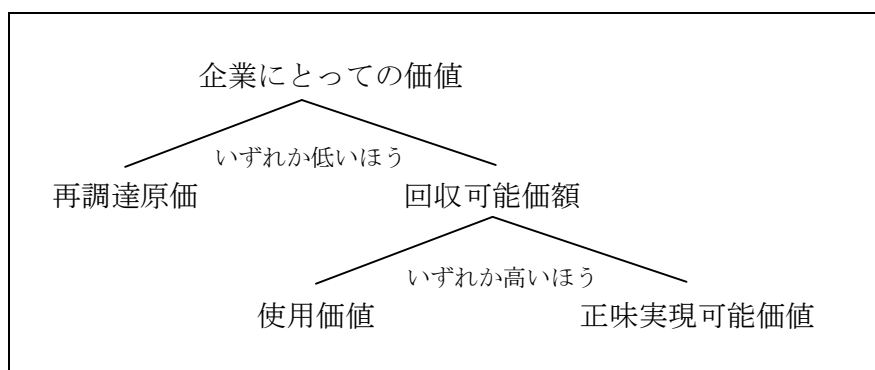 企業にとっての価値
いずれか低いほう
再調達原価 回収可能価額
いずれか高いほう
使用価値 正味実現可能価値